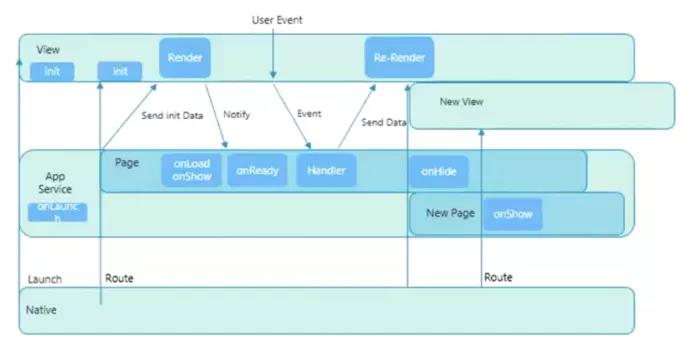 User Event
View
init
init
Render
Re-Render
New View
Send init Data
Notify
Event
Send Data
Page
onLoad
onShow
onReady
Handler
onHide
App
Service
onLaunc
h
New Page
onShow
Launch
Route
Route
Native